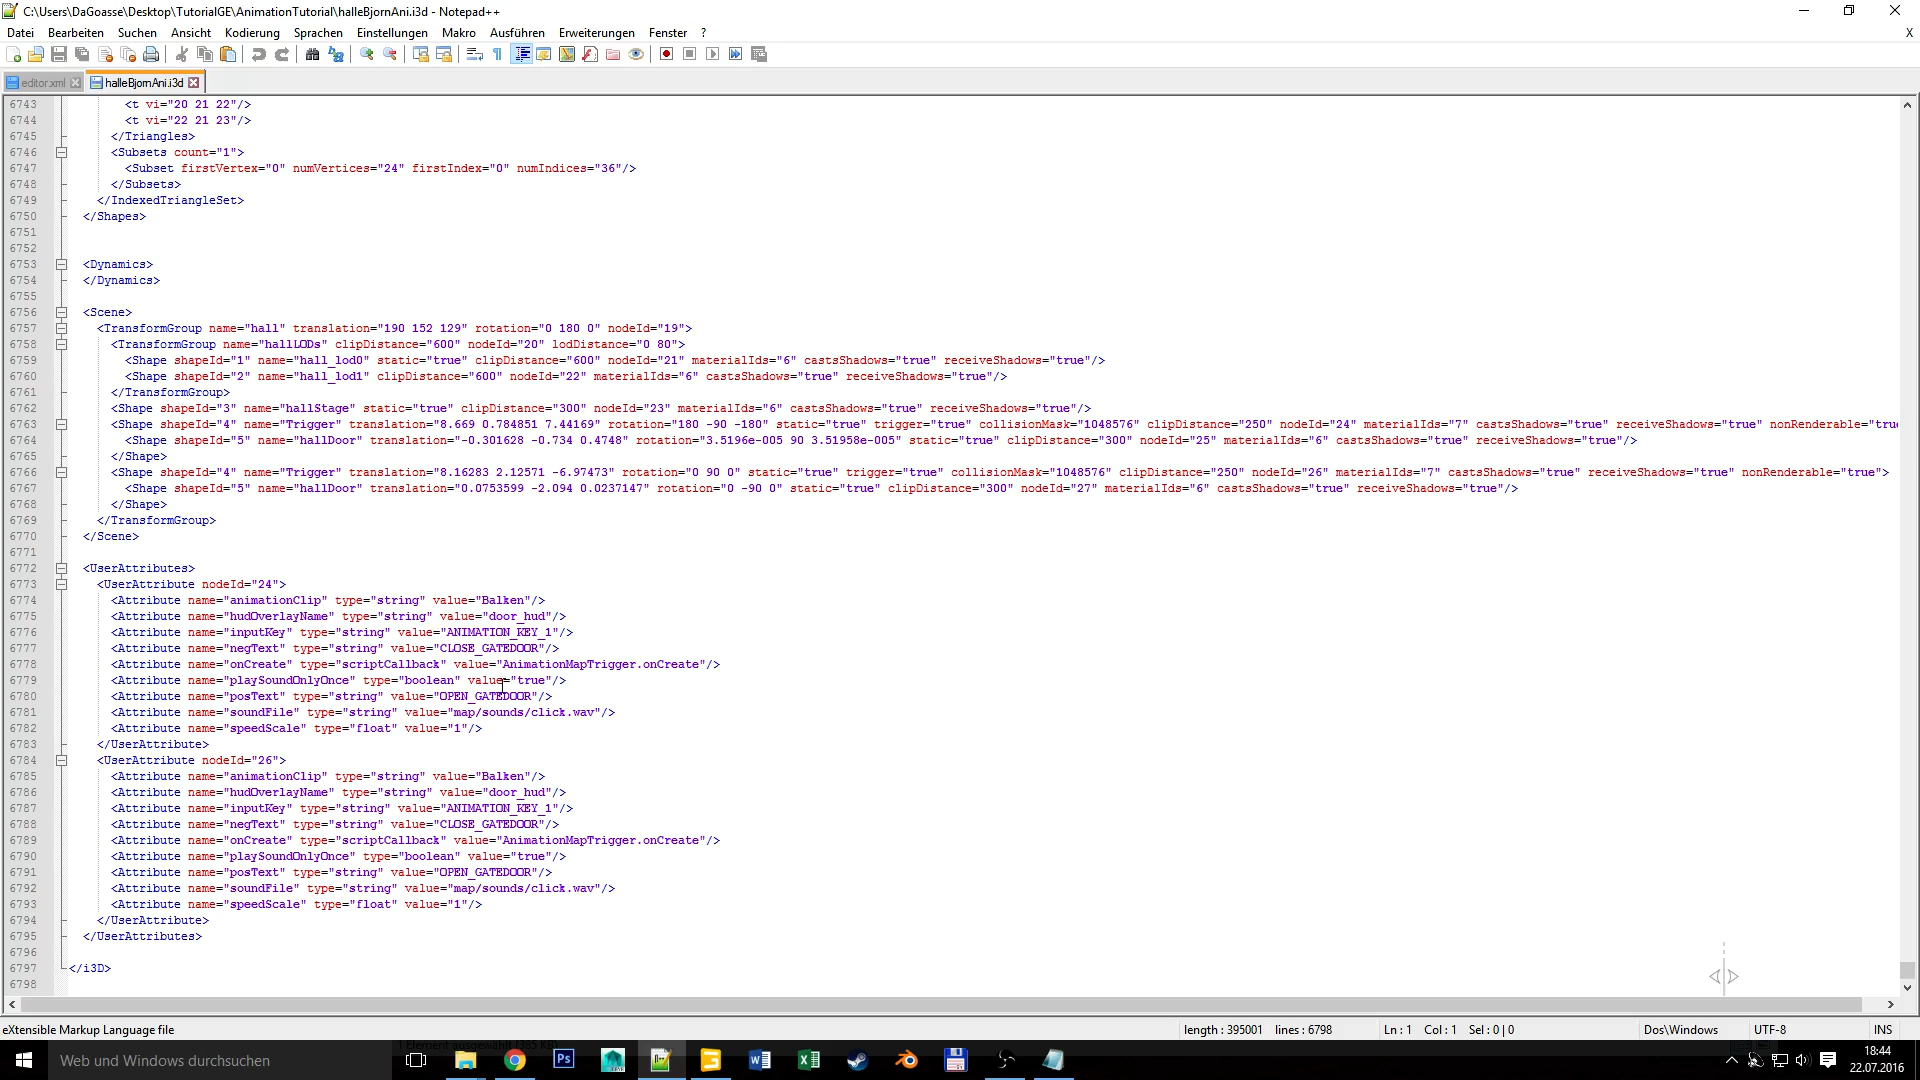 C:\Users\DaGoasse\Desktop\TutorialGE\AnimationTutorial\halleBjornAni.i3d - Notepad++
Datei Bearbeiten Suchen Ansicht Kodierung Sprachen Einstellungen Makro Ausführen Erweiterungen Fenster ? X
editor.xml halleBjornAni.i3d
6743 <t vi="20 21 22"/>
6744 <t vi="22 21 23"/>
6745 </Triangles>
6746 <Subsets count="1">
6747 <Subset firstVertex="0" numVertices="24" firstIndex="0" numIndices="36"/>
6748 </Subsets>
6749 </IndexedTriangleSet>
6750 </Shapes>
6751
6752
6753 <Dynamics>
6754 </Dynamics>
6755
6756 <Scene>
6757 <TransformGroup name="hall" translation="190 152 129" rotation="0 180 0" nodeId="19">
6758 <TransformGroup name="hallLODs" clipDistance="600" nodeId="20" lodDistance="0 80">
6759 <Shape shapeId="1" name="hall_lod0" static="true" clipDistance="600" nodeId="21" materialIds="6" castsShadows="true" receiveShadows="true"/>
6760 <Shape shapeId="2" name="hall_lod1" clipDistance="600" nodeId="22" materialIds="6" castsShadows="true" receiveShadows="true"/>
6761 </TransformGroup>
6762 <Shape shapeId="3" name="hallStage" static="true" clipDistance="300" nodeId="23" materialIds="6" castsShadows="true" receiveShadows="true"/>
6763 <Shape shapeId="4" name="Trigger" translation="8.669 0.784851 7.44169" rotation="180 -90 -180" static="true" trigger="true" collisionMask="1048576" clipDistance="250" nodeId="24" materialIds="7" castsShadows="true" receiveShadows="true" nonRenderable="true
6764 <Shape shapeId="5" name="hallDoor" translation="-0.301628 -0.734 0.4748" rotation="3.5196e-005 90 3.51958e-005" static="true" clipDistance="300" nodeId="25" materialIds="6" castsShadows="true" receiveShadows="true"/>
6765 </Shape>
6766 <Shape shapeId="4" name="Trigger" translation="8.16283 2.12571 -6.97473" rotation="0 90 0" static="true" trigger="true" collisionMask="1048576" clipDistance="250" nodeId="26" materialIds="7" castsShadows="true" receiveShadows="true" nonRenderable="true">
6767 <Shape shapeId="5" name="hallDoor" translation="0.0753599 -2.094 0.0237147" rotation="0 -90 0" static="true" clipDistance="300" nodeId="27" materialIds="6" castsShadows="true" receiveShadows="true"/>
6768 </Shape>
6769 </TransformGroup>
6770 </Scene>
6771
6772 <UserAttributes>
6773 <UserAttribute nodeId="24">
6774 <Attribute name="animationClip" type="string" value="Balken"/>
6775 <Attribute name="hudOverlayName" type="string" value="door_hud"/>
6776 <Attribute name="inputKey" type="string" value="ANIMATION_KEY_1"/>
6777 <Attribute name="negText" type="string" value="CLOSE_GATEDOOR"/>
6778 <Attribute name="onCreate" type="scriptCallback" value="AnimationMapTrigger.onCreate"/>
6779 <Attribute name="playSoundOnlyOnce" type="boolean" value="true"/>
6780 <Attribute name="posText" type="string" value="OPEN_GATEDOOR"/>
6781 <Attribute name="soundFile" type="string" value="map/sounds/click.wav"/>
6782 <Attribute name="speedScale" type="float" value="1"/>
6783 </UserAttribute>
6784 <UserAttribute nodeId="26">
6785 <Attribute name="animationClip" type="string" value="Balken"/>
6786 <Attribute name="hudOverlayName" type="string" value="door_hud"/>
6787 <Attribute name="inputKey" type="string" value="ANIMATION_KEY_1"/>
6788 <Attribute name="negText" type="string" value="CLOSE_GATEDOOR"/>
6789 <Attribute name="onCreate" type="scriptCallback" value="AnimationMapTrigger.onCreate"/>
6790 <Attribute name="playSoundOnlyOnce" type="boolean" value="true"/>
6791 <Attribute name="posText" type="string" value="OPEN_GATEDOOR"/>
6792 <Attribute name="soundFile" type="string" value="map/sounds/click.wav"/>
6793 <Attribute name="speedScale" type="float" value="1"/>
6794 </UserAttribute>
6795 </UserAttributes>
6796
6797 </i3D>
6798
eXtensible Markup Language file length : 395001 lines : 6798 Ln : 1 Col : 1 Sel : 0 | 0 Dos\Windows UTF-8 INS
Web und Windows durchsuchen Ps 18:44
22.07.2016